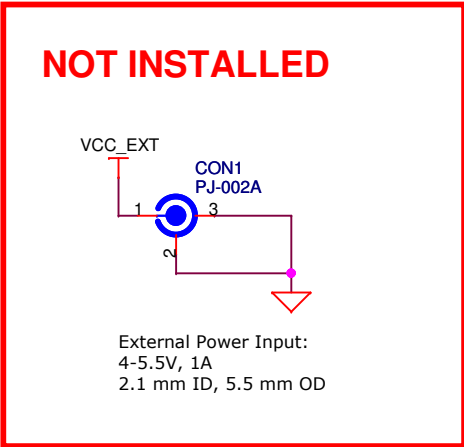 NOT INSTALLED
VCC_EXT
CON1
PJ-002A
1
3
2
External Power Input:
4-5.5V, 1A
2.1 mm ID, 5.5 mm OD